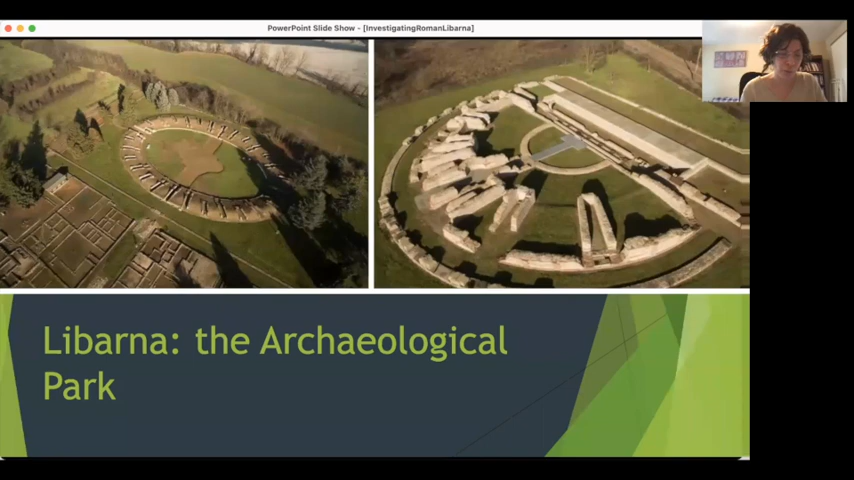 PowerPoint Slide Show - [InvestigatingRomanLibarna]
Libarna: the Archaeological
Park